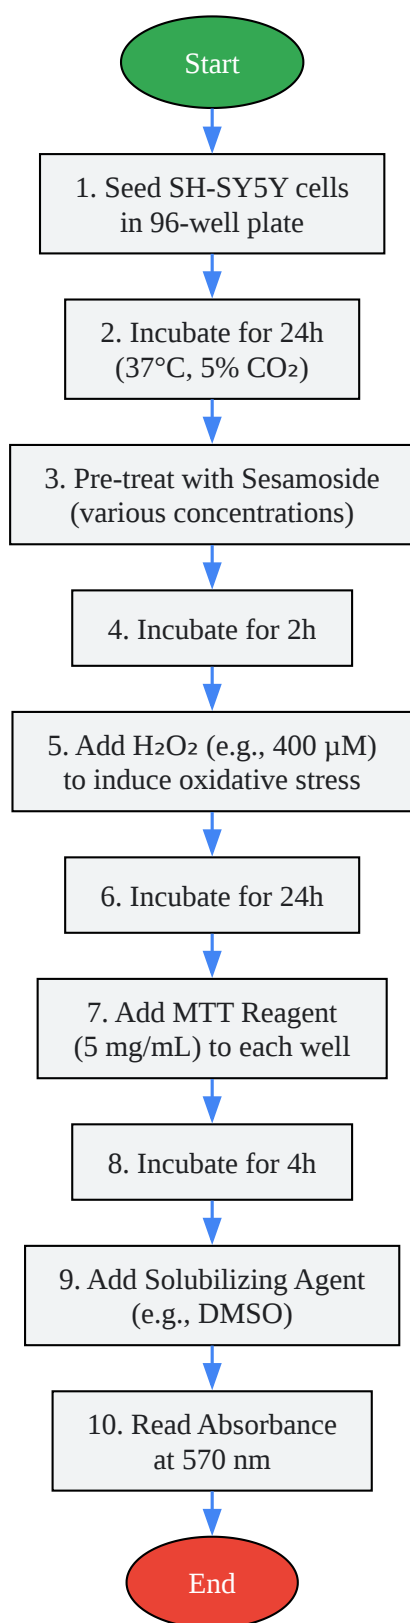 Start
1. Seed SH-SY5Y cells
in 96-well plate
2. Incubate for 24h
(37°C, 5% CO₂)
3. Pre-treat with Sesamoside
(various concentrations)
4. Incubate for 2h
5. Add H₂O₂ (e.g., 400 µM)
to induce oxidative stress
6. Incubate for 24h
7. Add MTT Reagent
(5 mg/mL) to each well
8. Incubate for 4h
9. Add Solubilizing Agent
(e.g., DMSO)
10. Read Absorbance
at 570 nm
End